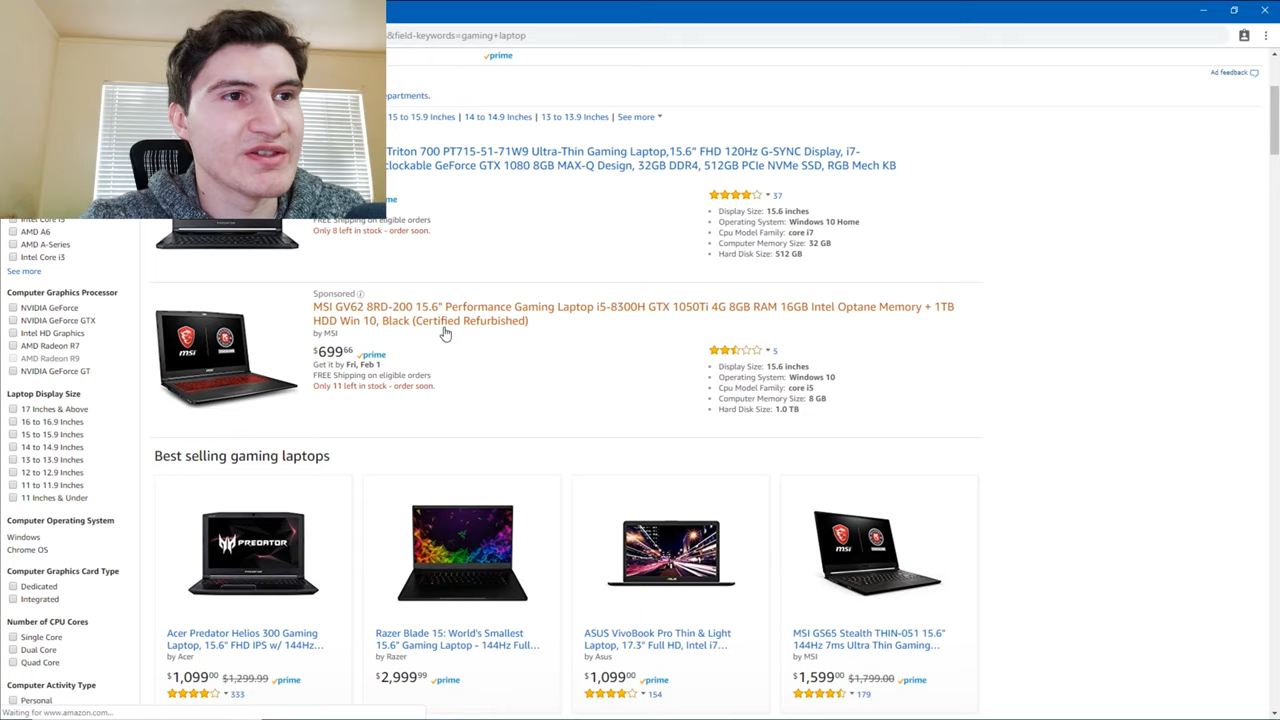 &field-keywords=gaming+laptop
prime
Ad feedback
epartments.
15 to 15.9 Inches | 14 to 14.9 Inches | 13 to 13.9 Inches | See more
Triton 700 PT715-51-71W9 Ultra-Thin Gaming Laptop,15.6" FHD 120Hz G-SYNC Display, i7-
clockable GeForce GTX 1080 8GB MAX-Q Design, 32GB DDR4, 512GB PCIe NVMe SSD, RGB Mech KB
me
37
FREE Shipping on eligible orders
Only 8 left in stock - order soon.
Display Size: 15.6 inches
Operating System: Windows 10 Home
Cpu Model Family: core i7
Computer Memory Size: 32 GB
Hard Disk Size: 512 GB
Intel Core i5
AMD A6
AMD A-Series
Intel Core i3
See more
Computer Graphics Processor
NVIDIA GeForce
NVIDIA GeForce GTX
Intel HD Graphics
AMD Radeon R7
AMD Radeon R9
NVIDIA GeForce GT
Laptop Display Size
17 Inches & Above
16 to 16.9 Inches
15 to 15.9 Inches
14 to 14.9 Inches
13 to 13.9 Inches
12 to 12.9 Inches
11 to 11.9 Inches
11 Inches & Under
Computer Operating System
Windows
Chrome OS
Computer Graphics Card Type
Dedicated
Integrated
Number of CPU Cores
Single Core
Dual Core
Quad Core
Computer Activity Type
Personal
Sponsored
MSI GV62 8RD-200 15.6" Performance Gaming Laptop i5-8300H GTX 1050Ti 4G 8GB RAM 16GB Intel Optane Memory + 1TB
HDD Win 10, Black (Certified Refurbished)
by MSI
$69966 prime
Get it by Fri, Feb 1
FREE Shipping on eligible orders
Only 11 left in stock - order soon.
5
Display Size: 15.6 inches
Operating System: Windows 10
Cpu Model Family: core i5
Computer Memory Size: 8 GB
Hard Disk Size: 1.0 TB
msi
Best selling gaming laptops
PREDATOR
Acer Predator Helios 300 Gaming
Laptop, 15.6" FHD IPS w/ 144Hz...
by Acer
$1,09900 $1,299.99 prime
333
Razer Blade 15: World's Smallest
15.6" Gaming Laptop - 144Hz Full...
by Razer
$2,99999 prime
ASUS VivoBook Pro Thin & Light
Laptop, 17.3" Full HD, Intel i7...
by Asus
$1,09900 prime
154
msi
MSI GS65 Stealth THIN-051 15.6"
144Hz 7ms Ultra Thin Gaming...
by MSI
$1,59900 $1,799.00 prime
179
Waiting for www.amazon.com...